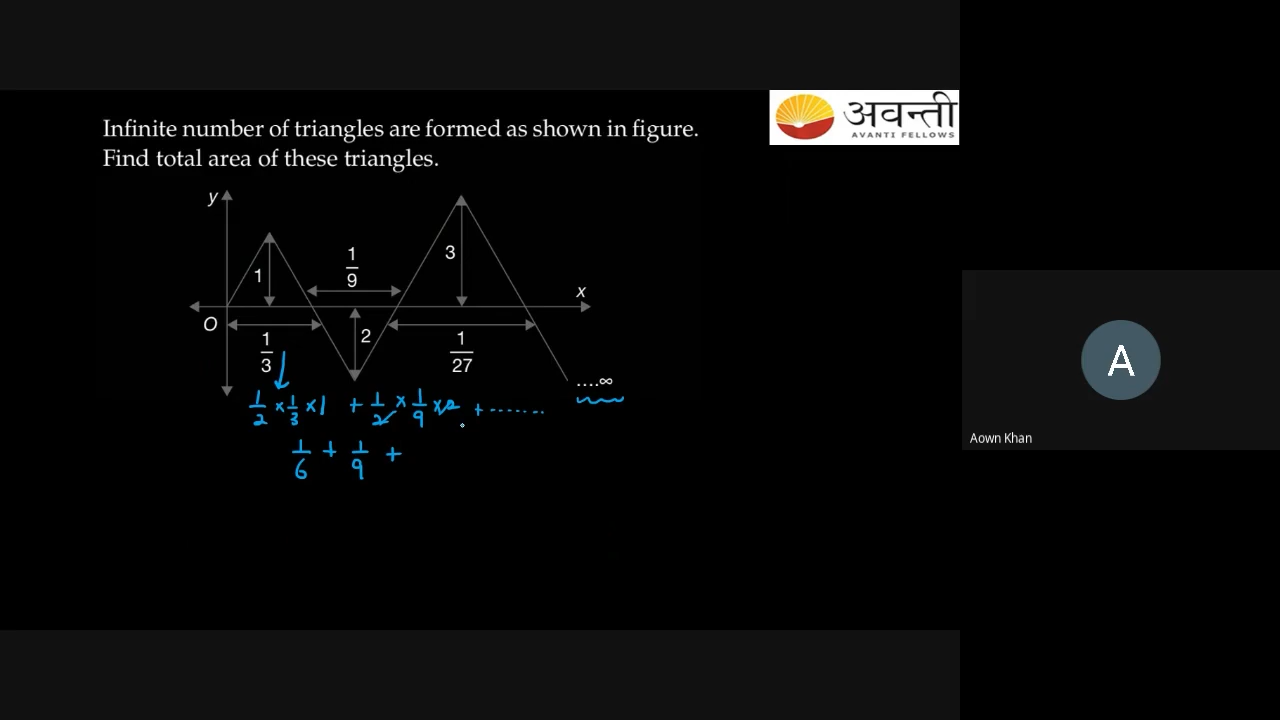 अवन्ती
AVANTI FELLOWS
Infinite number of triangles are formed as shown in figure.
Find total area of these triangles.
y
1
1/9
3
x
O
1/3
2
1/27
....∞
1/2 × 1/3 × 1 + 1/2 × 1/9 × 2 + .......
1/6 + 1/9 +
A
Aown Khan